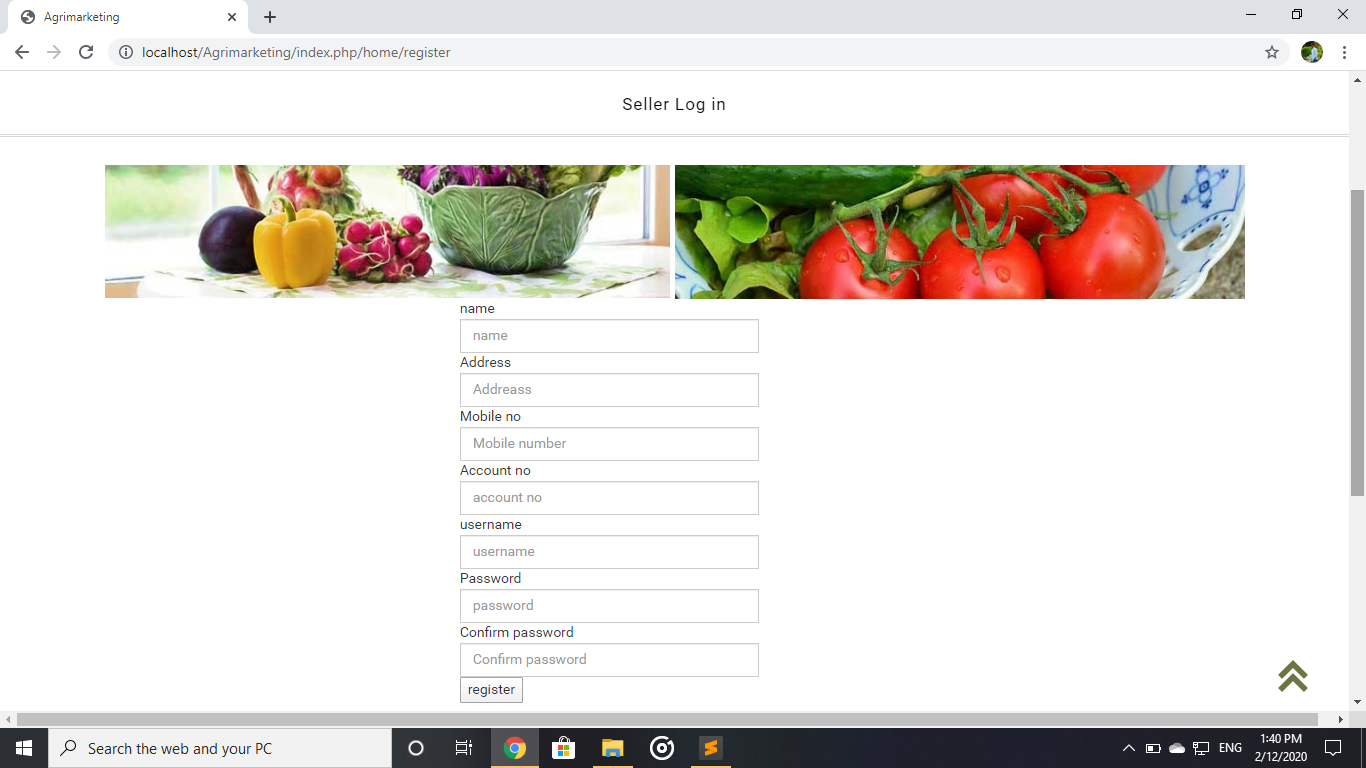 Agrimarketing
localhost/Agrimarketing/index.php/home/register
Seller Log in
name
name
Address
Addreass
Mobile no
Mobile number
Account no
account no
username
username
Password
password
Confirm password
Confirm password
register
Search the web and your PC
ENG
1:40 PM
2/12/2020